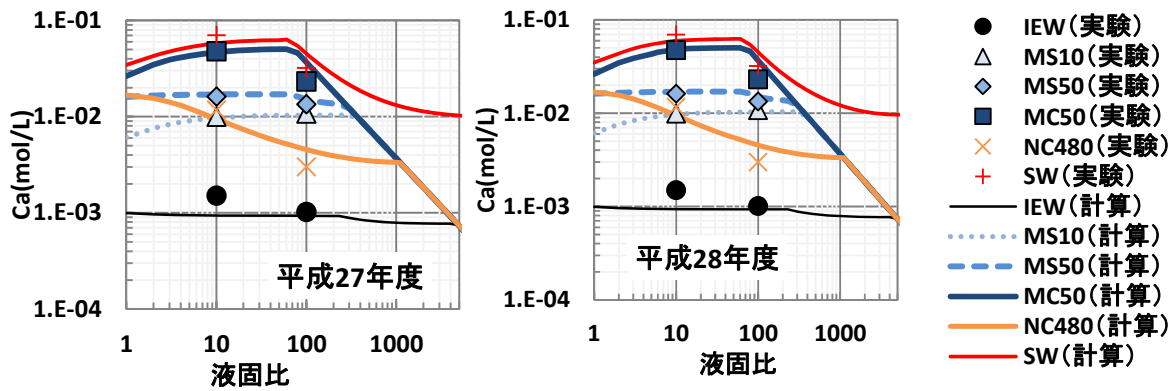 1.E-01
1.E-02
1.E-03
1.E-04
Ca(mol/L)
平成27年度
1
10
100
1000
液固比
1.E-01
1.E-02
1.E-03
1.E-04
Ca(mol/L)
平成28年度
1
10
100
1000
液固比
IEW(実験)
MS10(実験)
MS50(実験)
MC50(実験)
NC480(実験)
SW(実験)
IEW(計算)
MS10(計算)
MS50(計算)
MC50(計算)
NC480(計算)
SW(計算)